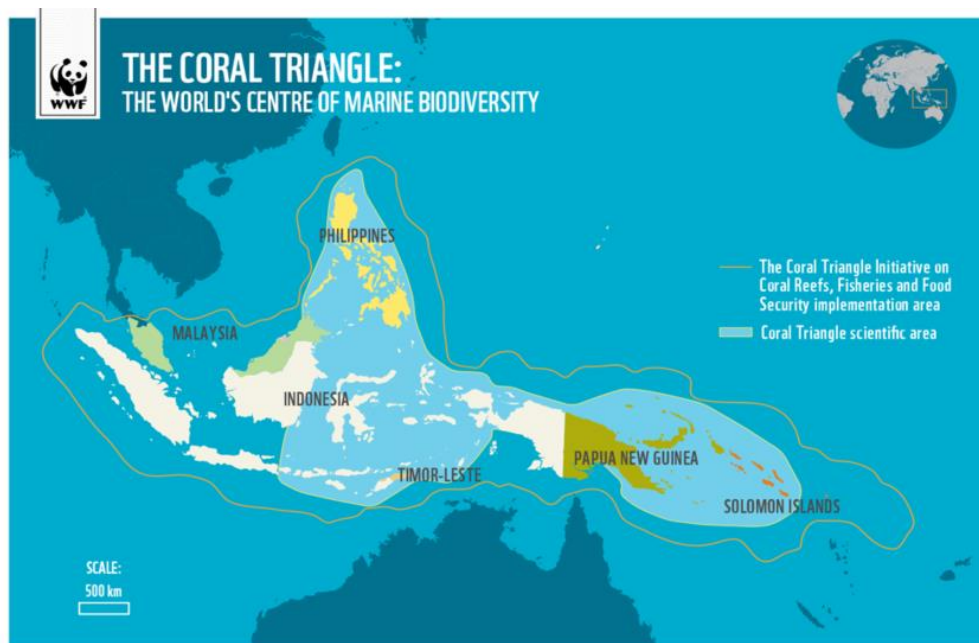 WWF
THE CORAL TRIANGLE:
THE WORLD'S CENTRE OF MARINE BIODIVERSITY
PHILIPPINES
MALAYSIA
INDONESIA
TIMOR-LESTE
PAPUA NEW GUINEA
SOLOMON ISLANDS
The Coral Triangle Initiative on
Coral Reefs, Fisheries and Food
Security implementation area
Coral Triangle scientific area
SCALE:
500 km